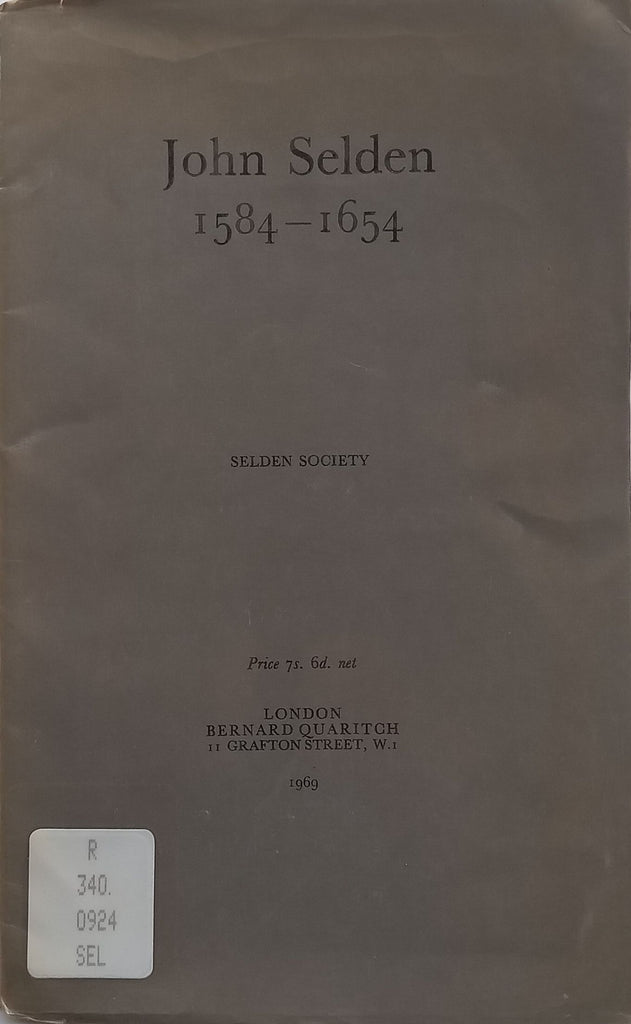 John Selden
1584–1654
SELDEN SOCIETY
Price 7s. 6d. net
LONDON
BERNARD QUARITCH
11 GRAFTON STREET, W.1
1969
R
340.
0924
SEL